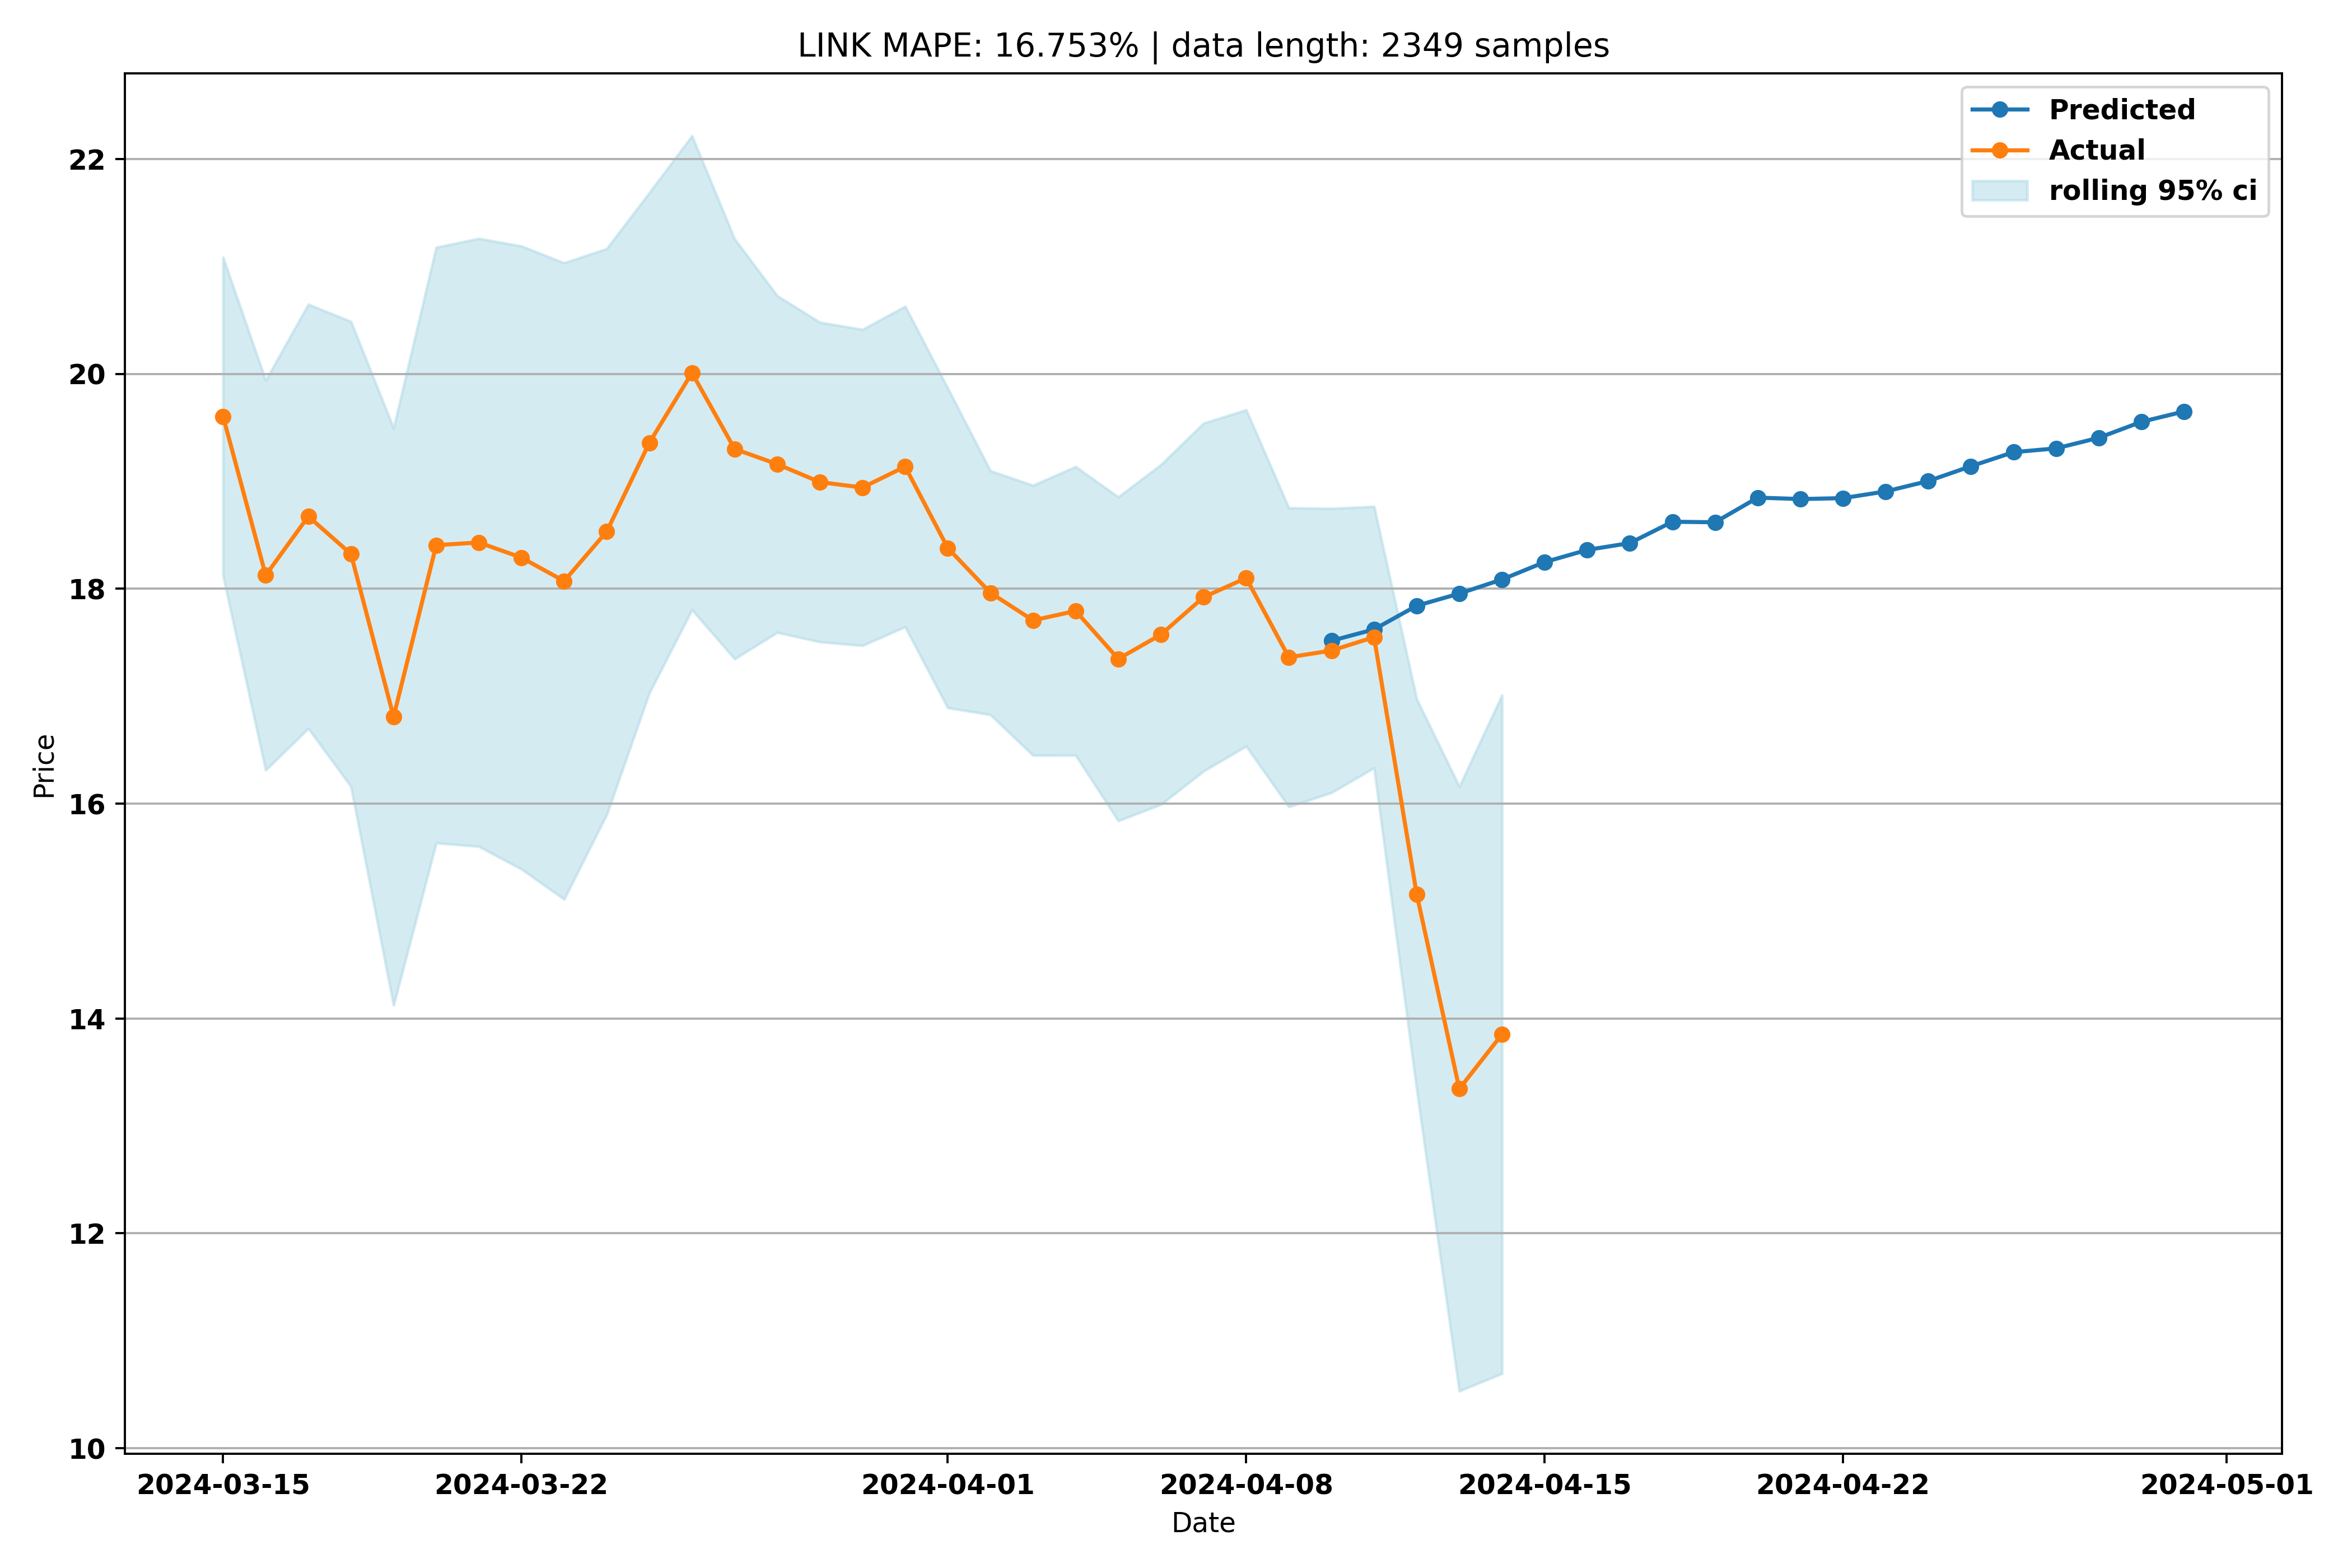 LINK MAPE: 16.753% | data length: 2349 samples
Predicted
Actual
rolling 95% ci
22
20
18
16
14
12
10
Price
2024-03-15
2024-03-22
2024-04-01
2024-04-08
2024-04-15
2024-04-22
2024-05-01
Date